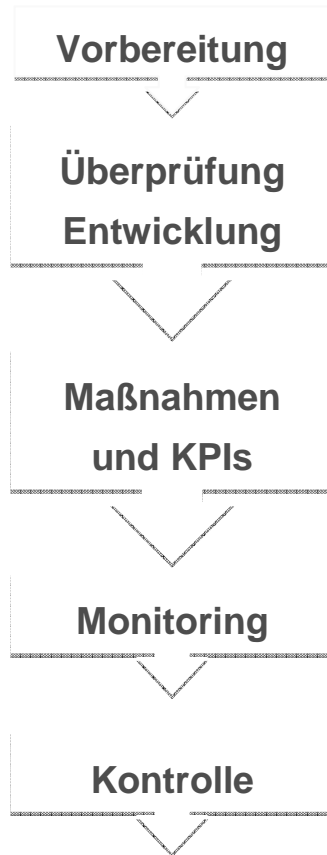 Vorbereitung
Überprüfung
Entwicklung
Maßnahmen
und KPIs
Monitoring
Kontrolle